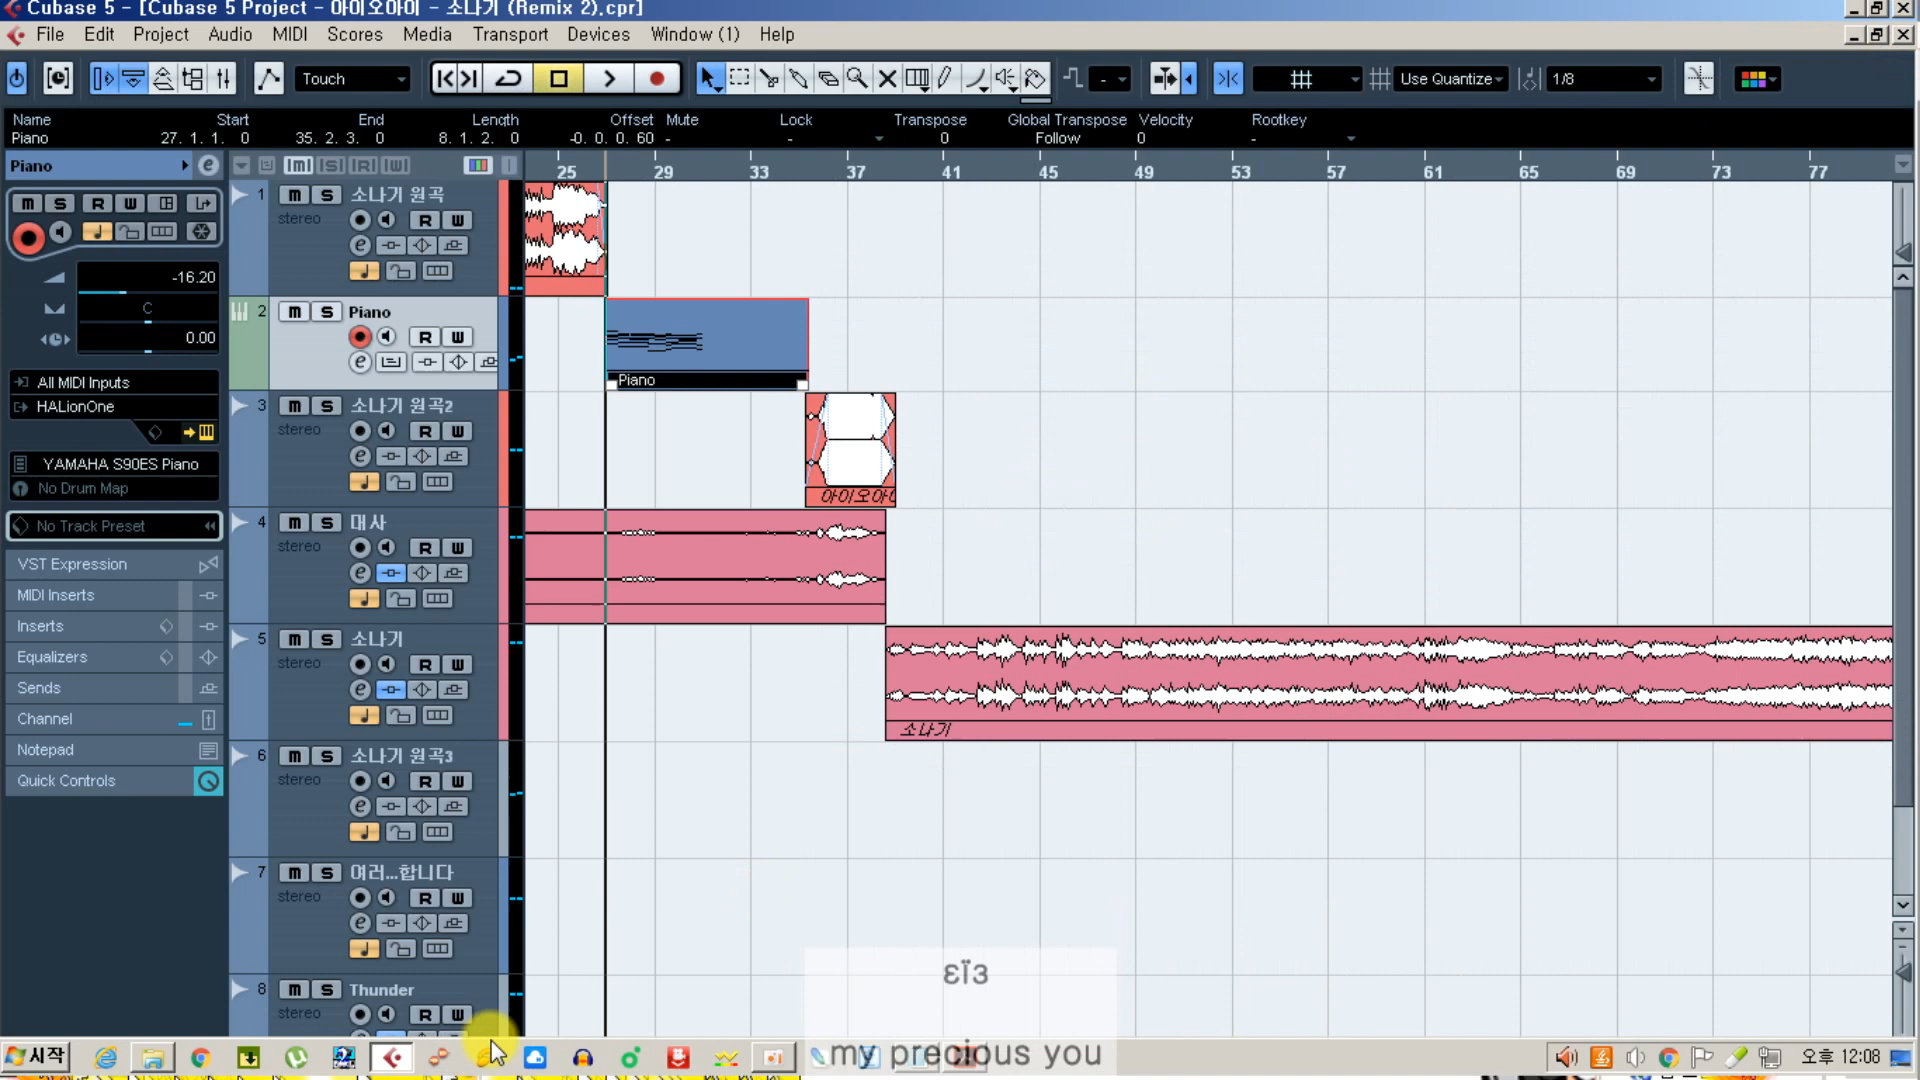 Cubase 5 - [Cubase 5 Project - 아이오아이 - 소나기 (Remix 2).cpr]
File Edit Project Audio MIDI Scores Media Transport Devices Window (1) Help
Touch
- Use Quantize 1/8
Name Start End Length Offset Mute Lock Transpose Global Transpose Velocity Rootkey
Piano 27. 1. 1. 0 35. 2. 3. 0 8. 1. 2. 0 -0. 0. 0. 60 - - 0 Follow 0 -
Piano
25 29 33 37 41 45 49 53 57 61 65 69 73 77
1 m S 소나기 원곡
stereo R W
m S R W
-16.20
C
0.00
2 m S Piano
R W
Piano
All MIDI Inputs
HALionOne
3 m S 소나기 원곡2
stereo R W
아이오아이
YAMAHA S90ES Piano
No Drum Map
No Track Preset
4 m S 대사
stereo R W
VST Expression
MIDI Inserts
Inserts
Equalizers
Sends
Channel
Notepad
Quick Controls
5 m S 소나기
stereo R W
소나기
6 m S 소나기 원곡3
stereo R W
7 m S 여러...합니다
stereo R W
8 m S Thunder
stereo R W
εïз
my precious you
시작
오후 12:08